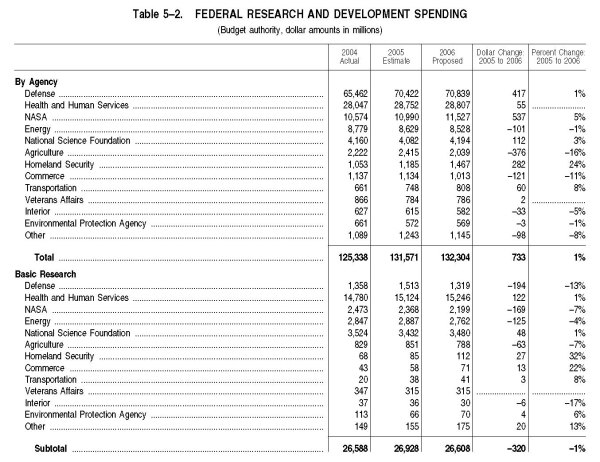 Table 5–2. FEDERAL RESEARCH AND DEVELOPMENT SPENDING
(Budget authority, dollar amounts in millions)
2004 Actual 2005 Estimate 2006 Proposed Dollar Change: 2005 to 2006 Percent Change: 2005 to 2006
By Agency
Defense 65,462 70,422 70,839 417 1%
Health and Human Services 28,047 28,752 28,807 55 ..................
NASA 10,574 10,990 11,527 537 5%
Energy 8,779 8,629 8,528 –101 –1%
National Science Foundation 4,160 4,082 4,194 112 3%
Agriculture 2,222 2,415 2,039 –376 –16%
Homeland Security 1,053 1,185 1,467 282 24%
Commerce 1,137 1,134 1,013 –121 –11%
Transportation 661 748 808 60 8%
Veterans Affairs 866 784 786 2 ..................
Interior 627 615 582 –33 –5%
Environmental Protection Agency 661 572 569 –3 –1%
Other 1,089 1,243 1,145 –98 –8%
Total 125,338 131,571 132,304 733 1%
Basic Research
Defense 1,358 1,513 1,319 –194 –13%
Health and Human Services 14,780 15,124 15,246 122 1%
NASA 2,473 2,368 2,199 –169 –7%
Energy 2,847 2,887 2,762 –125 –4%
National Science Foundation 3,524 3,432 3,480 48 1%
Agriculture 829 851 788 –63 –7%
Homeland Security 68 85 112 27 32%
Commerce 43 58 71 13 22%
Transportation 20 38 41 3 8%
Veterans Affairs 347 315 315 .................. ..................
Interior 37 36 30 –6 –17%
Environmental Protection Agency 113 66 70 4 6%
Other 149 155 175 20 13%
Subtotal 26,588 26,928 26,608 –320 –1%